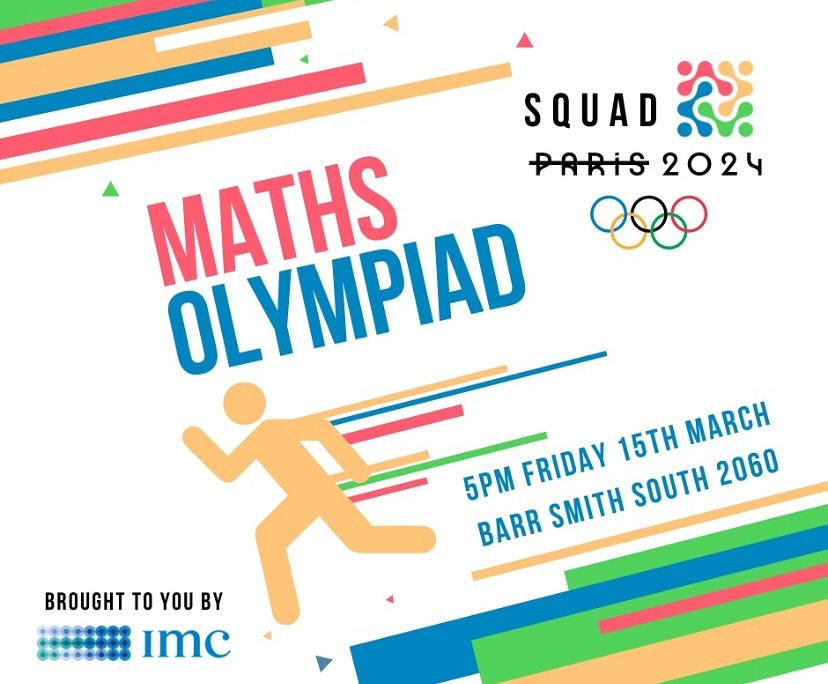 SQUAD
PARIS 2024
MATHS
OLYMPIAD
5PM FRIDAY 15TH MARCH
BARR SMITH SOUTH 2060
BROUGHT TO YOU BY
imc